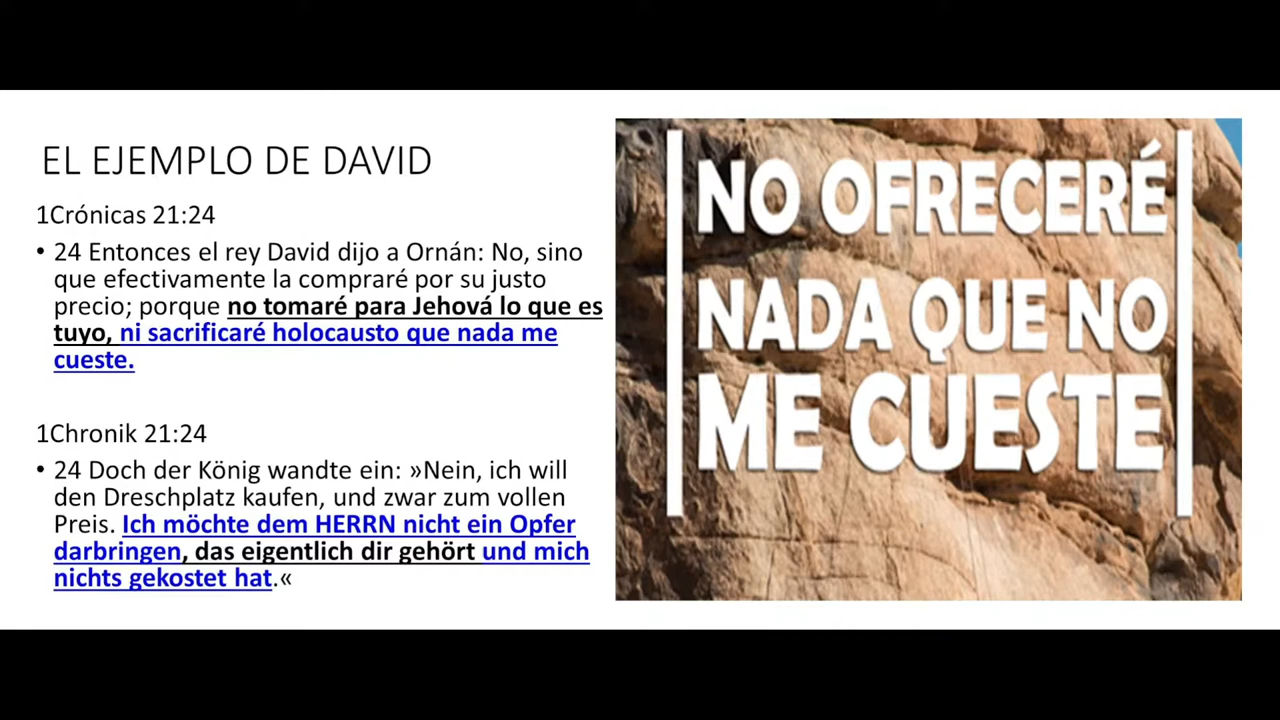 EL EJEMPLO DE DAVID
1Crónicas 21:24
• 24 Entonces el rey David dijo a Ornán: No, sino
que efectivamente la compraré por su justo
precio; porque no tomaré para Jehová lo que es
tuyo, ni sacrificaré holocausto que nada me
cueste.
1Chronik 21:24
• 24 Doch der König wandte ein: »Nein, ich will
den Dreschplatz kaufen, und zwar zum vollen
Preis. Ich möchte dem HERRN nicht ein Opfer
darbringen, das eigentlich dir gehört und mich
nichts gekostet hat.«
NO OFRECERÉ
NADA QUE NO
ME CUESTE